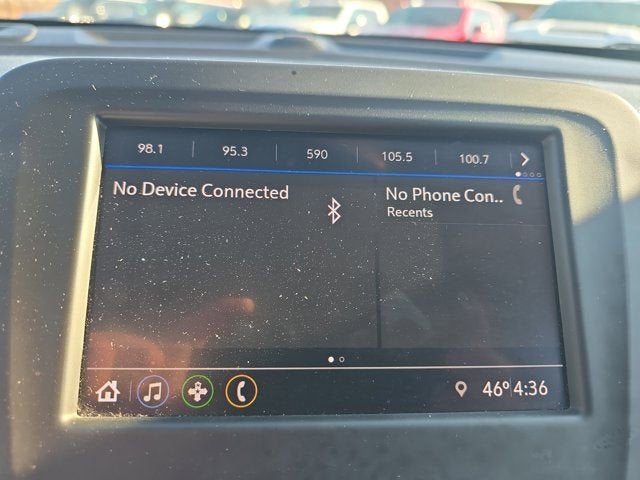 98.1 95.3 590 105.5 100.7
No Device Connected
No Phone Con..
Recents
46° 4:36